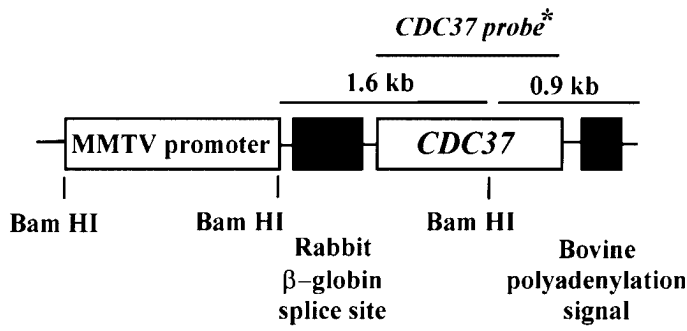 CDC37 probe*
1.6 kb
0.9 kb
MMTV promoter
CDC37
Bam HI
Bam HI
Bam HI
Rabbit
β–globin
splice site
Bovine
polyadenylation
signal